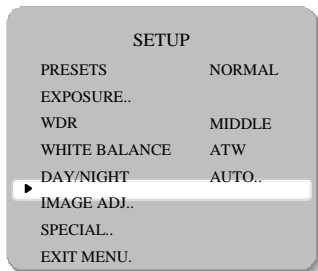 SETUP
PRESETS NORMAL
EXPOSURE..
WDR MIDDLE
WHITE BALANCE ATW
DAY/NIGHT AUTO..
IMAGE ADJ..
SPECIAL..
EXIT MENU.